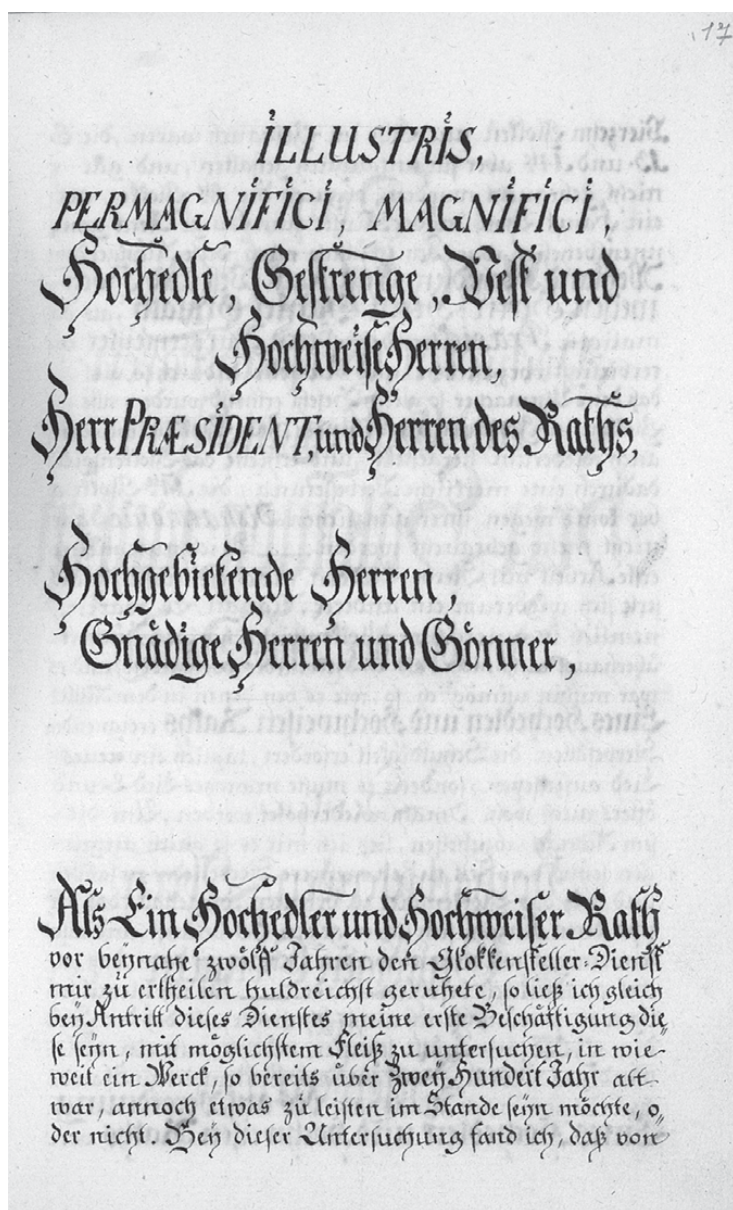 17
ILLUSTRIS,
PERMAGNIFICI, MAGNIFICI,
Hochedle, Gestrenge, Vest und
Hochweise Herren,
Herr PRÆSIDENT, und Herren des Raths,
Hochgebietende Herren,
Gnädige Herren und Gönner,
Als Ein Hochedler und Hochweiser Rath
vor beynahe zwölff Jahren den Glokkensteller-Dienst
mir zu ertheilen huldreichst geruhete, so ließ ich gleich
bey Antritt dieses Dienstes meine erste Beschäftigung die„
se seyn, mit möglichstem Fleiß zu untersuchen, in wie-
weit ein Werck, so bereits über zwey Hundert Jahr alt
war, annoch etwas zu leisten im Stande seyn möchte, o„
der nicht. Bey dieser Untersuchung fand ich, daß von